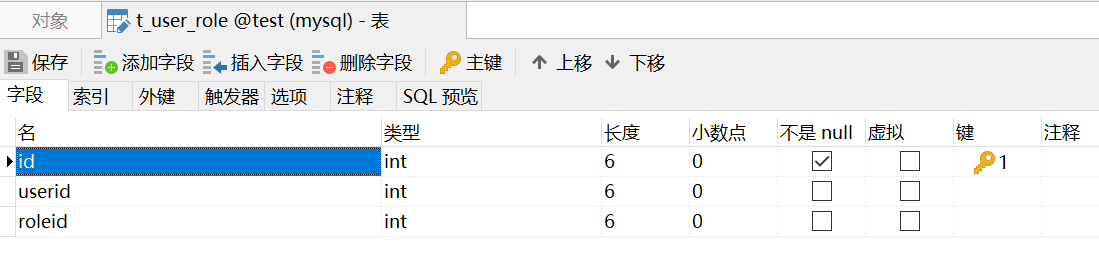 对象 t_user_role @test (mysql) - 表
保存 添加字段 插入字段 删除字段 主键 上移 下移
字段 索引 外键 触发器 选项 注释 SQL 预览
名 类型 长度 小数点 不是 null 虚拟 键 注释
id int 6 0 1
userid int 6 0
roleid int 6 0